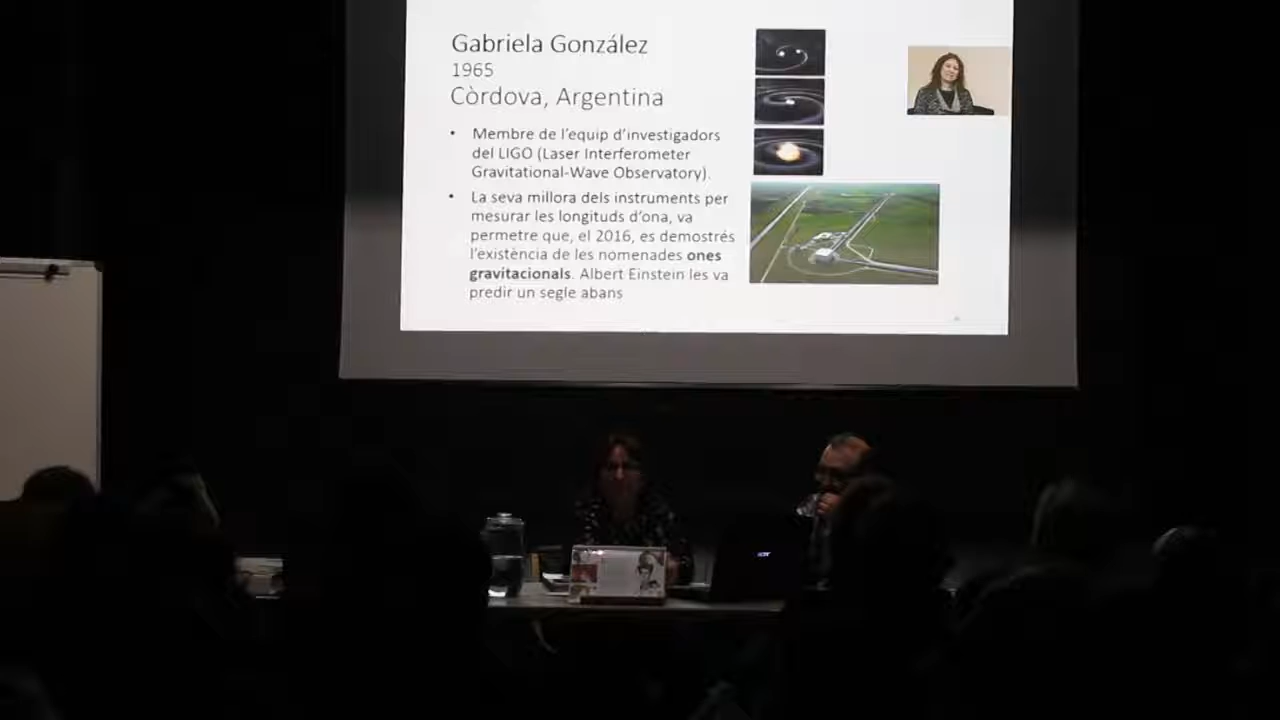 Gabriela González
1965
Còrdova, Argentina
• Membre de l'equip d'investigadors
del LIGO (Laser Interferometer
Gravitational-Wave Observatory).
• La seva millora dels instruments per
mesurar les longituds d'ona, va
permetre que, el 2016, es demostrés
l'existència de les nomenades ones
gravitacionals. Albert Einstein les va
predir un segle abans
acer